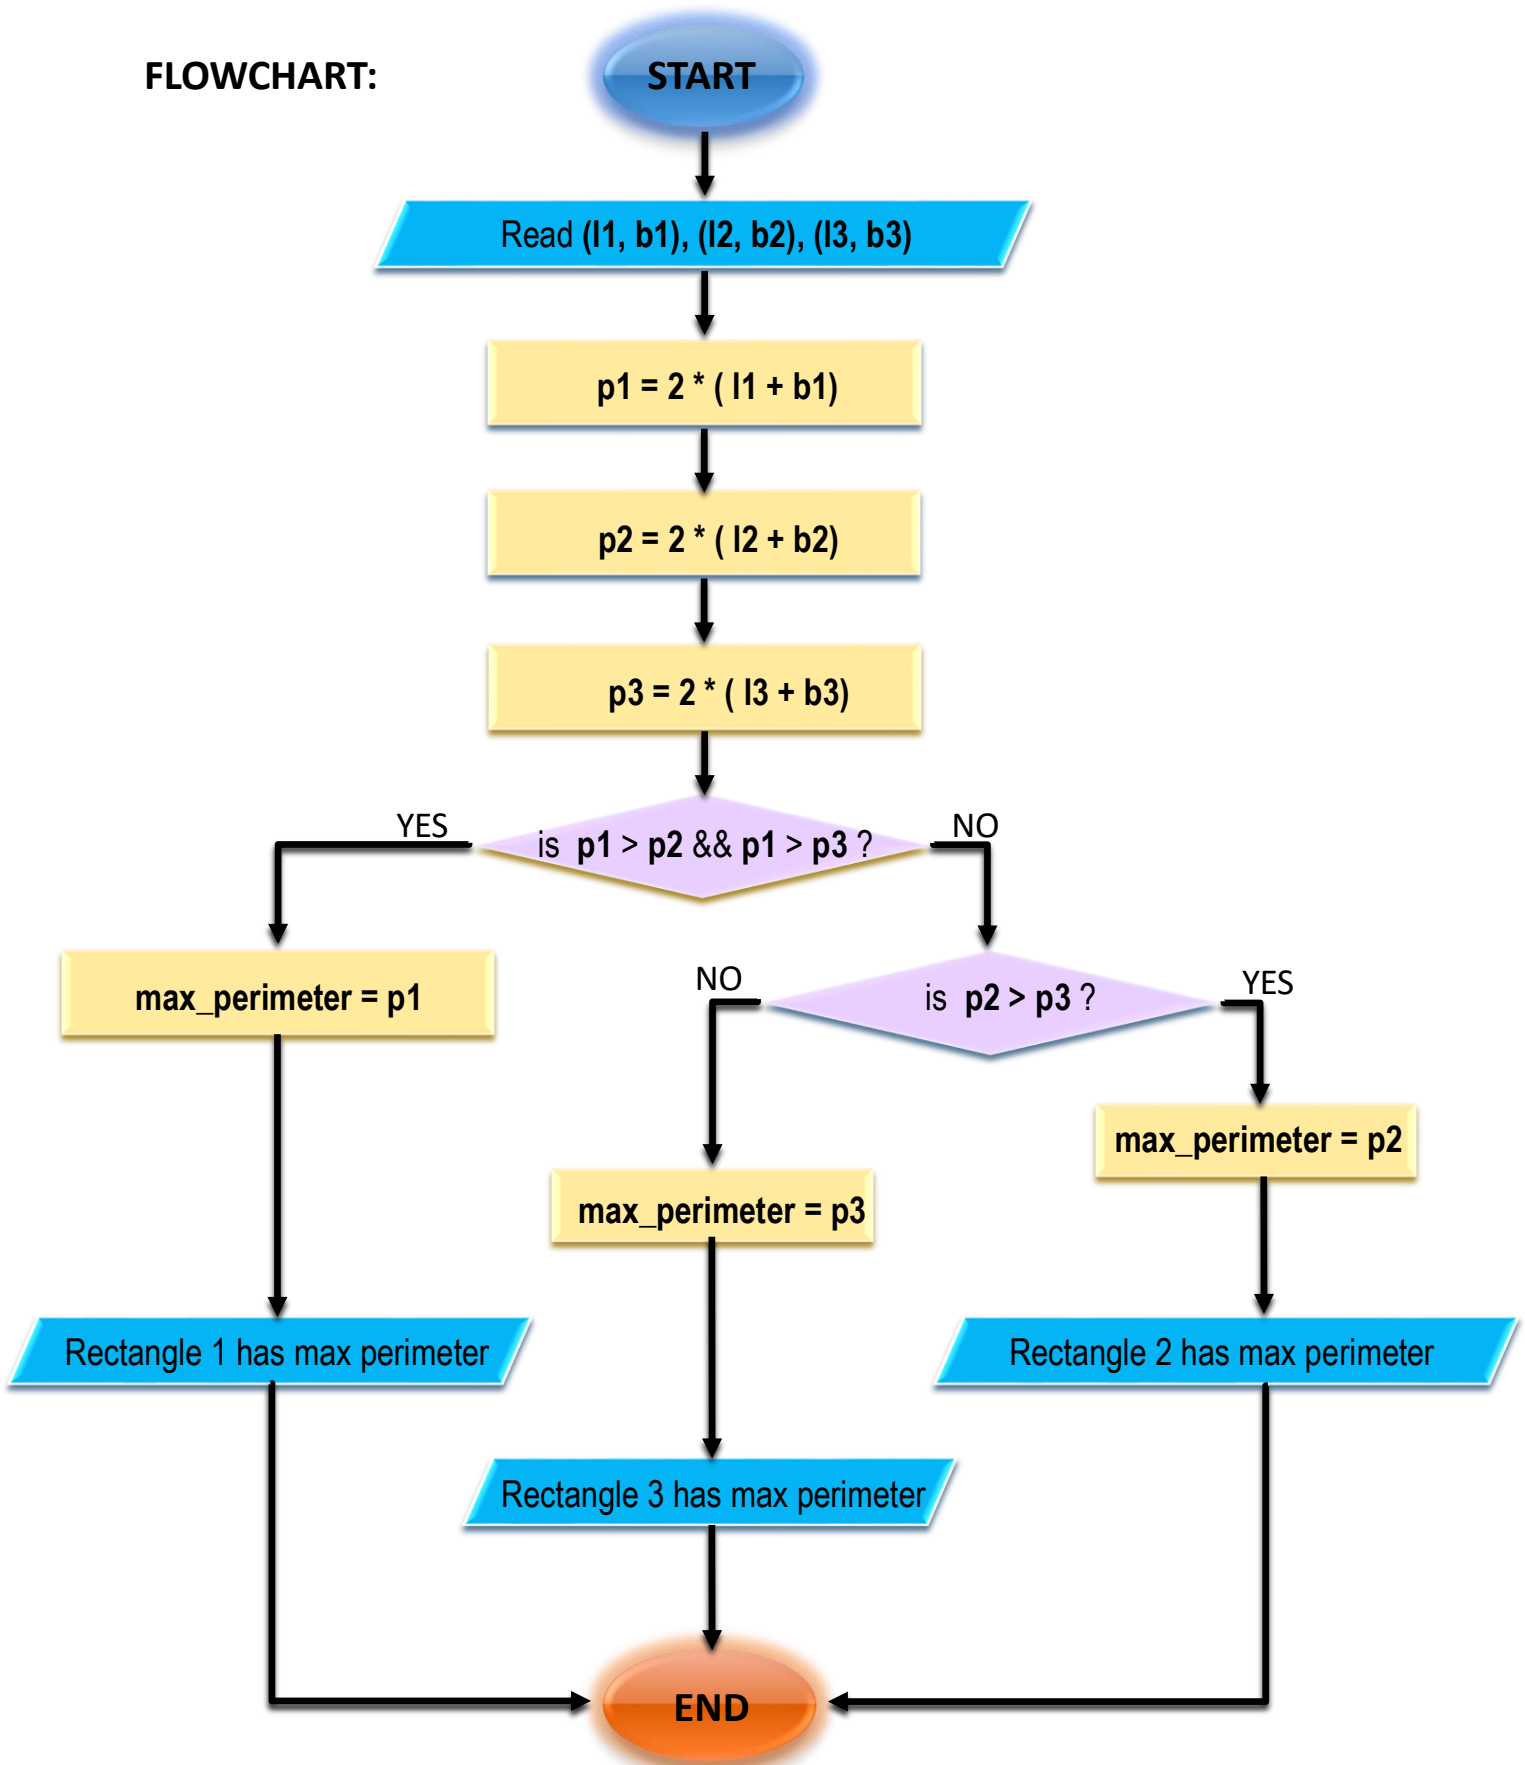 FLOWCHART:
START
Read (l1, b1), (l2, b2), (l3, b3)
p1 = 2 * ( l1 + b1)
p2 = 2 * ( l2 + b2)
p3 = 2 * ( l3 + b3)
YES
is p1 > p2 && p1 > p3 ?
NO
max_perimeter = p1
NO
is p2 > p3 ?
YES
max_perimeter = p2
max_perimeter = p3
Rectangle 1 has max perimeter
Rectangle 2 has max perimeter
Rectangle 3 has max perimeter
END